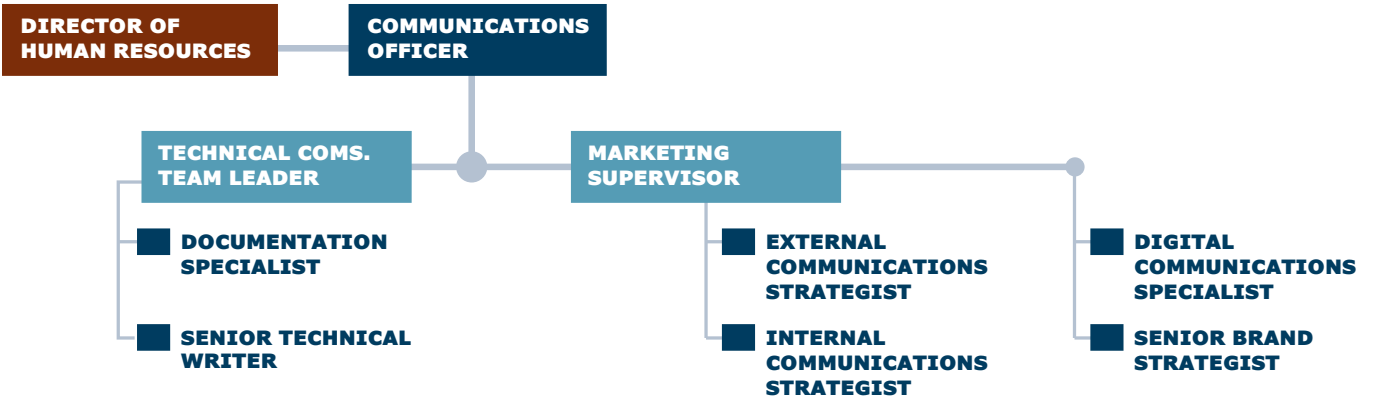 DIRECTOR OF
HUMAN RESOURCES
COMMUNICATIONS
OFFICER
TECHNICAL COMS.
TEAM LEADER
MARKETING
SUPERVISOR
DOCUMENTATION
SPECIALIST
SENIOR TECHNICAL
WRITER
EXTERNAL
COMMUNICATIONS
STRATEGIST
INTERNAL
COMMUNICATIONS
STRATEGIST
DIGITAL
COMMUNICATIONS
SPECIALIST
SENIOR BRAND
STRATEGIST